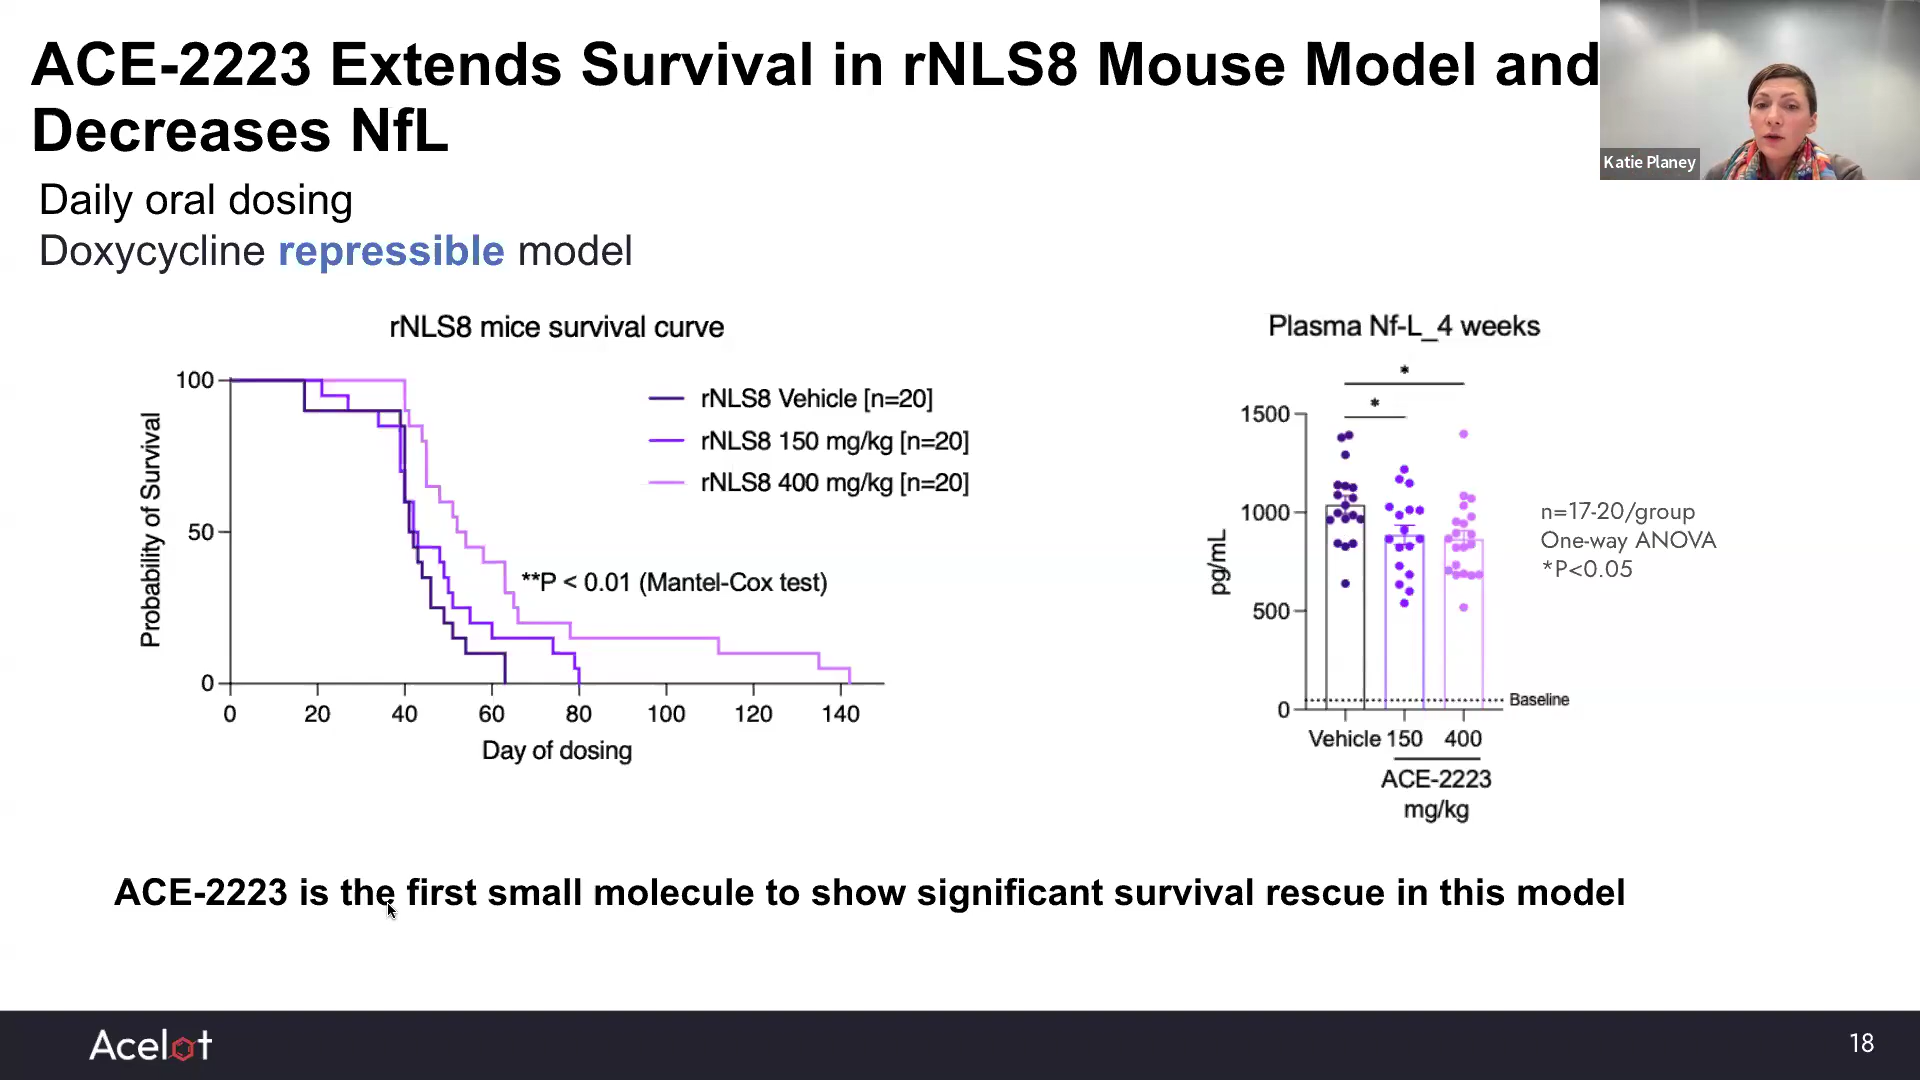 ACE-2223 Extends Survival in rNLS8 Mouse Model and
Decreases NfL
Katie Planey
Daily oral dosing
Doxycycline repressible model
rNLS8 mice survival curve
Probability of Survival
100
50
0
0 20 40 60 80 100 120 140
Day of dosing
rNLS8 Vehicle [n=20]
rNLS8 150 mg/kg [n=20]
rNLS8 400 mg/kg [n=20]
**P < 0.01 (Mantel-Cox test)
Plasma Nf-L_4 weeks
*
*
pg/mL
1500
1000
500
0
Baseline
Vehicle 150 400
ACE-2223
mg/kg
n=17-20/group
One-way ANOVA
*P<0.05
ACE-2223 is the first small molecule to show significant survival rescue in this model
Acelot
18